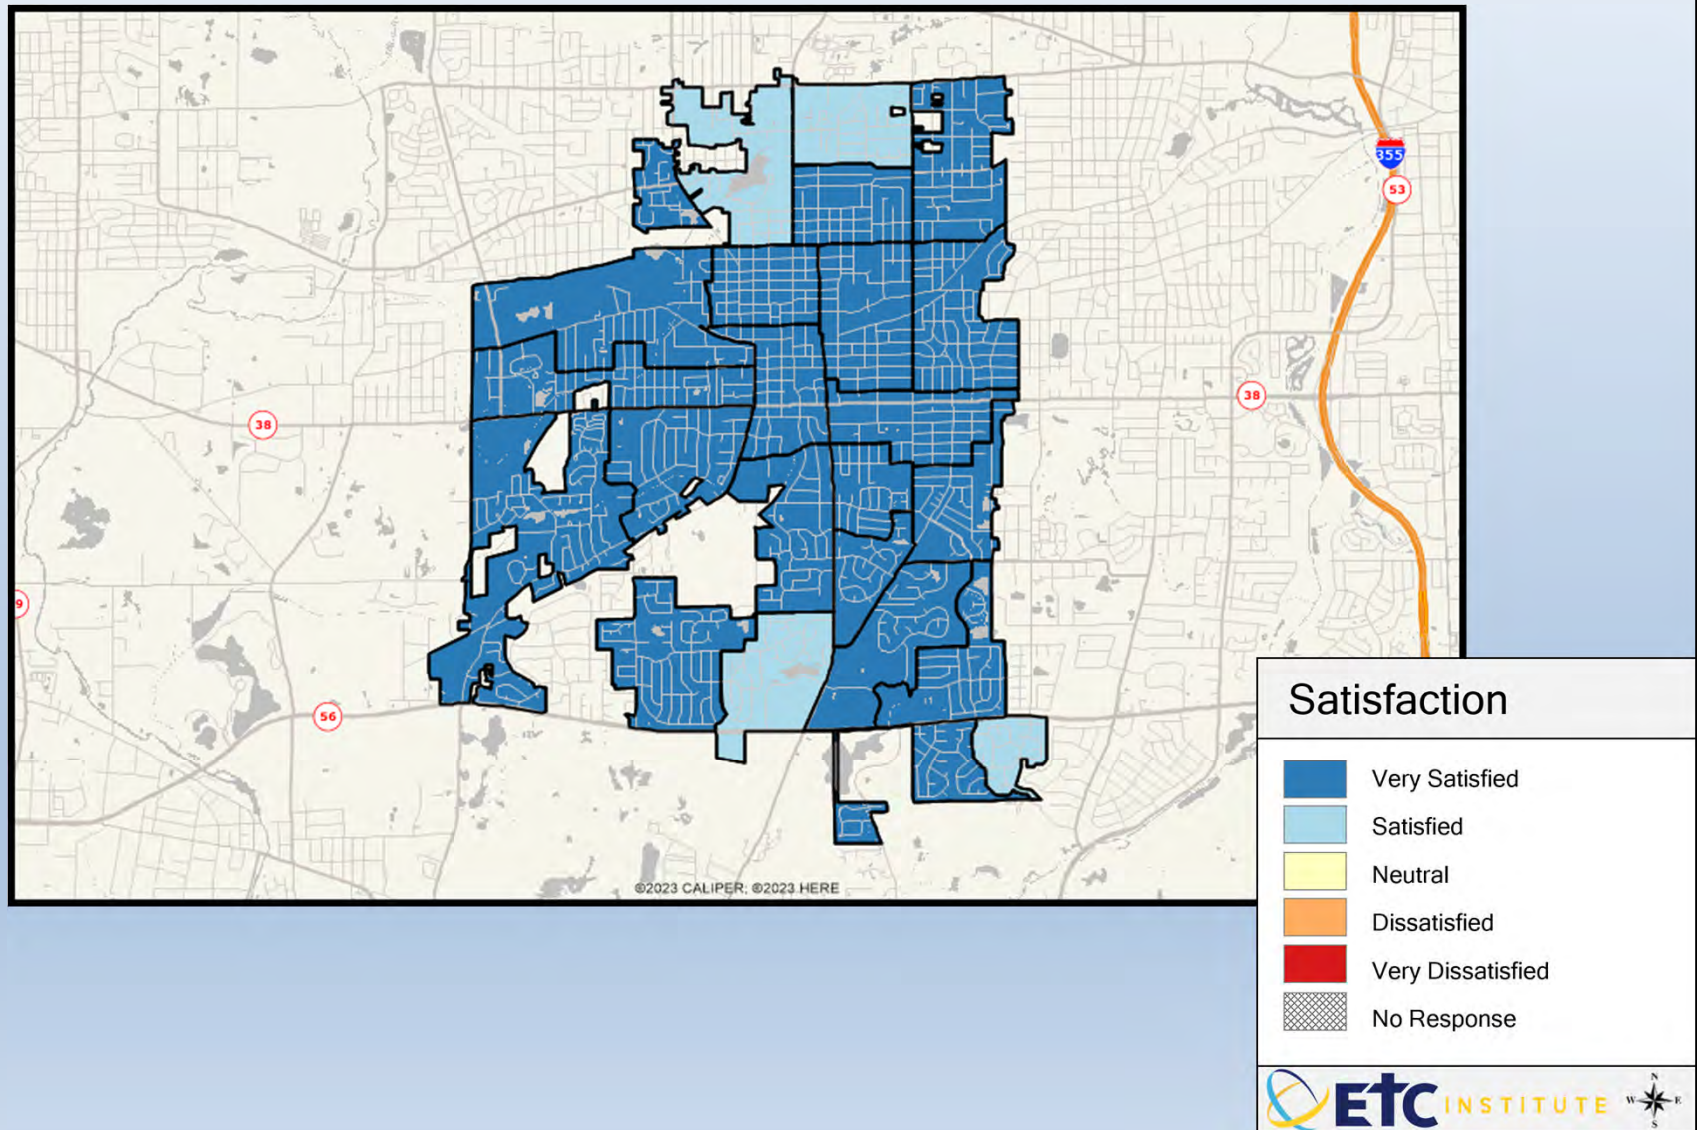 355
53
38
38
9
56
©2023 CALIPER; ©2023 HERE
Satisfaction
Very Satisfied
Satisfied
Neutral
Dissatisfied
Very Dissatisfied
No Response
ETC INSTITUTE
N
W E
S